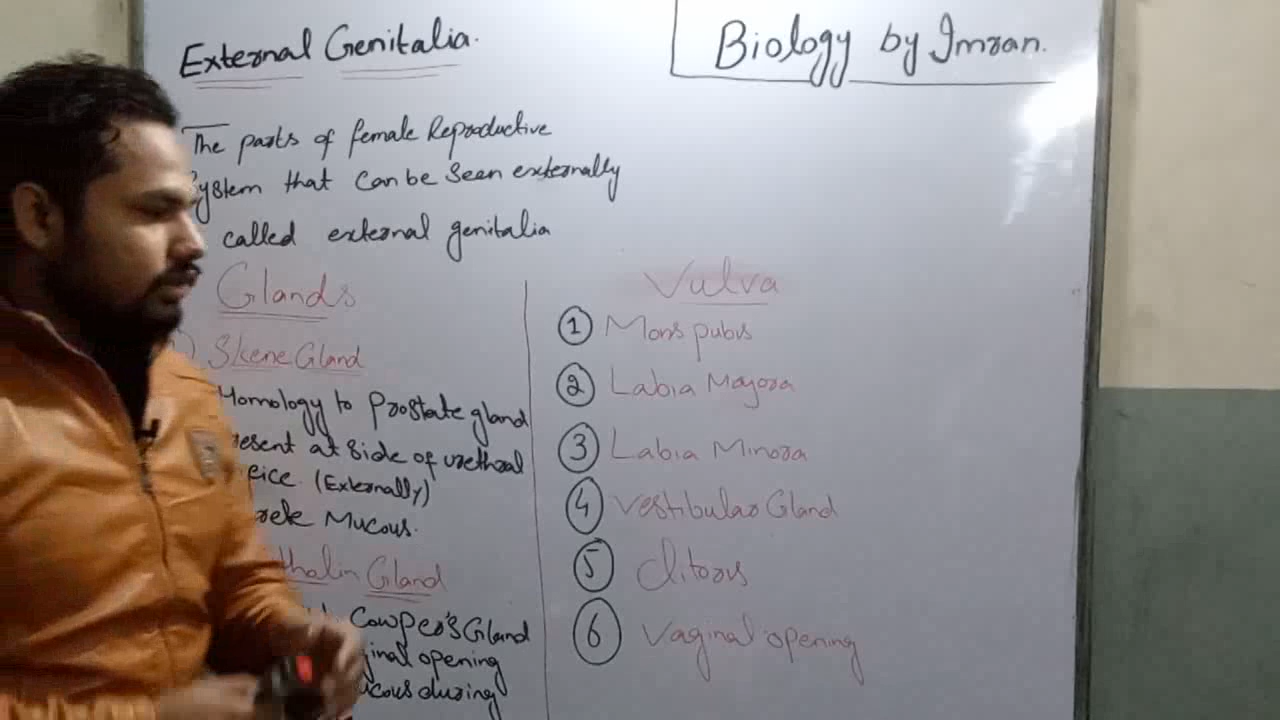 External Genitalia.
Biology by Imran.
The parts of female Reproductive
System that can be seen externally
called external genitalia
Glands
Skene Gland
Homology to Prostate gland
Present at side of urethral
(Externally)
Mucous.
Gland
Cowper's Gland
opening
during
Vulva
1 Mons pubis
2 Labia Majora
3 Labia Minora
4 Vestibular Gland
5 Clitoris
6 Vaginal opening